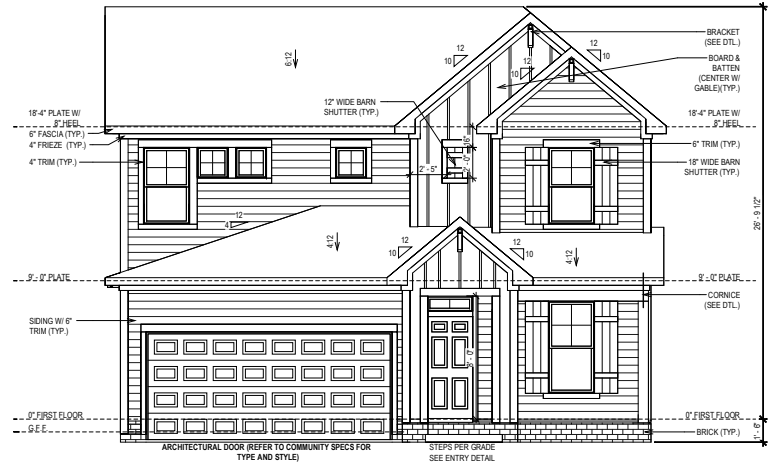 BRACKET
(SEE DTL.)
12
12
10
10
12
10
BOARD &
BATTEN
(CENTER W/
GABLE)(TYP.)
6:12
12" WIDE BARN
SHUTTER (TYP.)
18'-4" PLATE W/
8" HEEL
18'-4" PLATE W/
8" HEEL
6" FASCIA (TYP.)
4" FRIEZE (TYP.)
4" TRIM (TYP.)
16"
6" TRIM (TYP.)
18" WIDE BARN
SHUTTER (TYP.)
2' - 5"
2' - 0"
26' - 9 1/2"
12
4
4:12
12
10
12
10
4:12
9' - 0" PLATE
9' - 0" PLATE
CORNICE
(SEE DTL.)
SIDING W/ 6"
TRIM (TYP.)
8' - 0"
0" FIRST FLOOR
0" FIRST FLOOR
G.F.F.
BRICK (TYP.)
1' - 6"
ARCHITECTURAL DOOR (REFER TO COMMUNITY SPECS FOR
TYPE AND STYLE)
STEPS PER GRADE
SEE ENTRY DETAIL